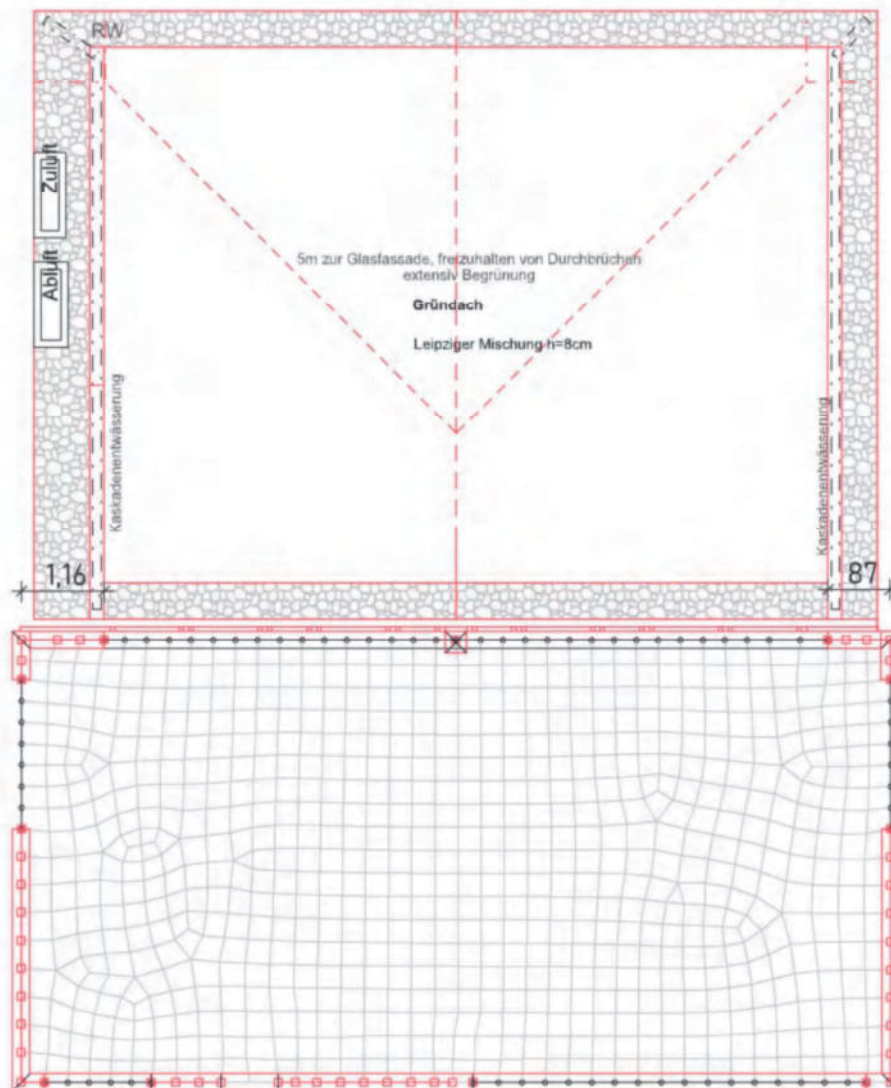 RW
Zuluft
Abluft
5m zur Glasfassade, freizuhalten von Durchbrüchen
extensiv Begrünung
Gründach
Leipziger Mischung h=8cm
Kaskadenentwässerung
Kaskadenentwässerung
1,16
87